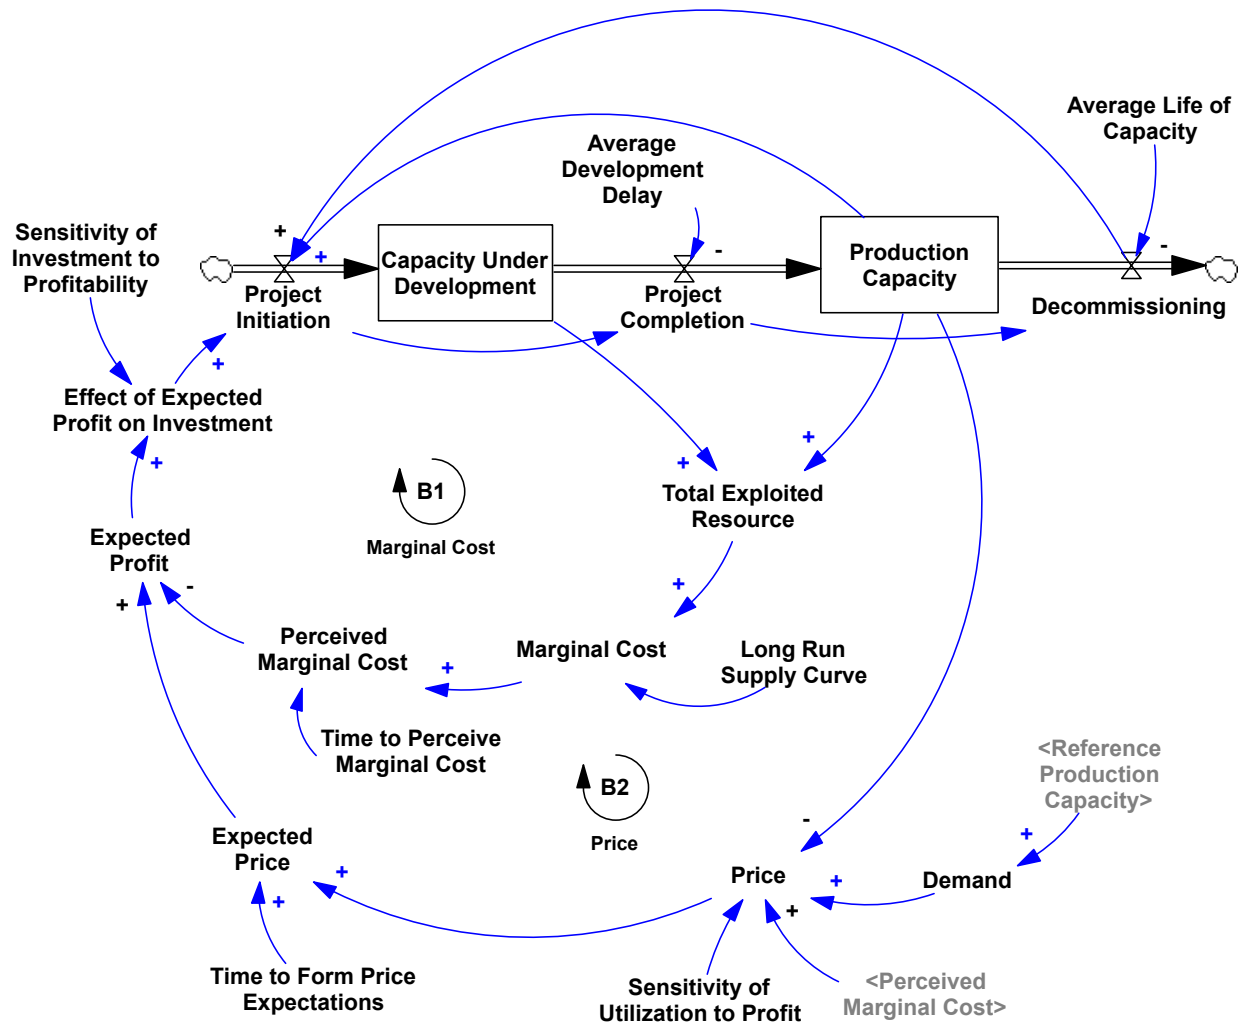 Average Life of
Capacity
Average
Development
Delay
+
-
-
Sensitivity of
Investment to
Profitability
+
Capacity Under
Development
Production
Capacity
Project
Initiation
Project
Completion
Decommissioning
+
Effect of Expected
Profit on Investment
+
+
+
B1
Marginal Cost
Total Exploited
Resource
Expected
Profit
-
+
+
Perceived
Marginal Cost
+
Marginal Cost
Long Run
Supply Curve
Time to Perceive
Marginal Cost
B2
Price
<Reference
Production
Capacity>
Expected
Price
+
+
-
+
Price
+
+
Demand
Time to Form Price
Expectations
Sensitivity of
Utilization to Profit
<Perceived
Marginal Cost>